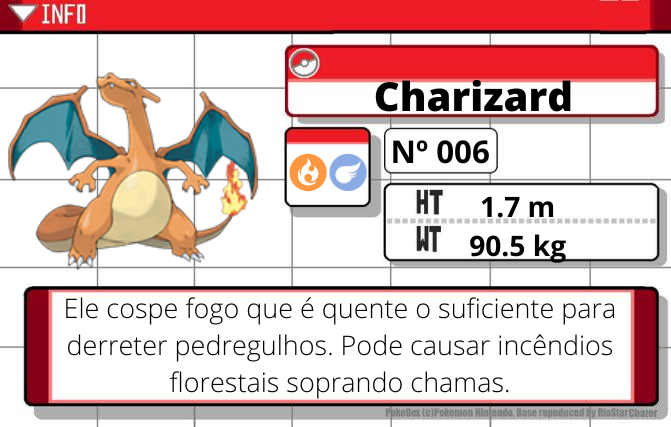 INFO
Charizard
Nº 006
HT 1.7 m
WT 90.5 kg
Ele cospe fogo que é quente o suficiente para
derreter pedregulhos. Pode causar incêndios
florestais soprando chamas.
PokeDex (c)Pokemon Nintendo. Base repoduced by RiaStarChazer